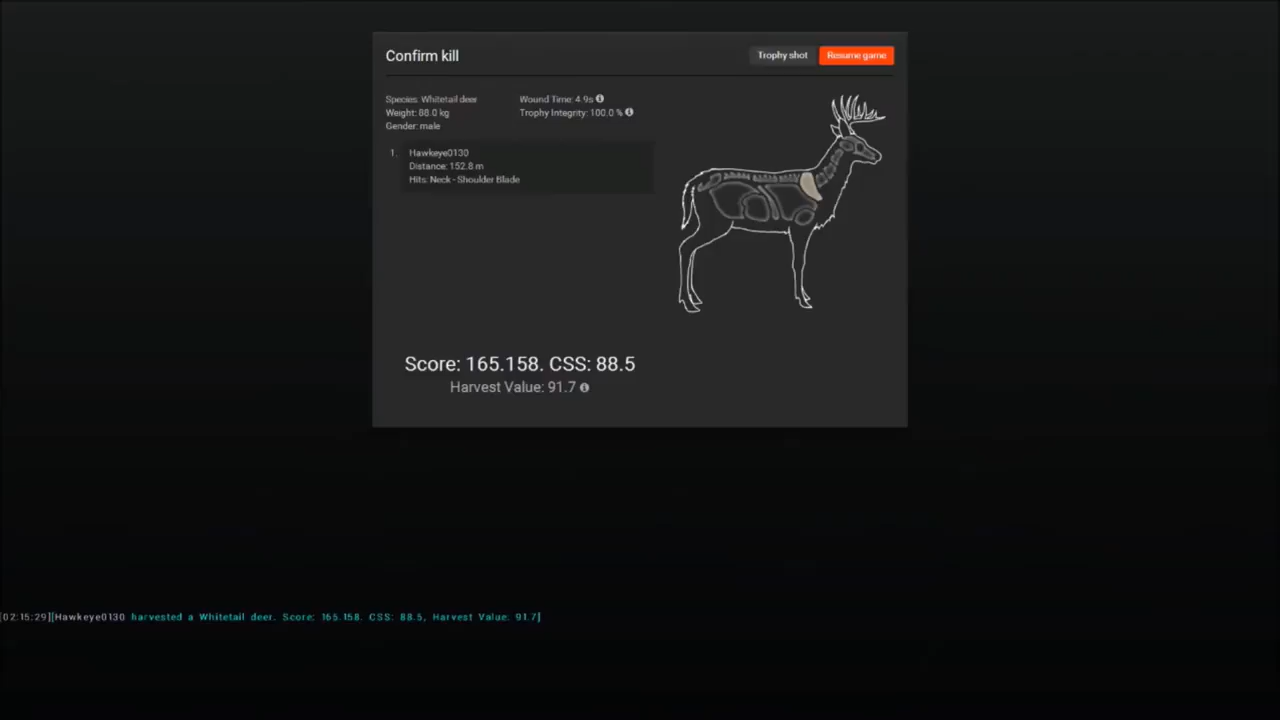 Confirm kill
Trophy shot
Resume game
Species: Whitetail deer
Weight: 88.0 kg
Gender: male
Wound Time: 4.9s
Trophy Integrity: 100.0 %
1. Hawkeye0130
Distance: 152.8 m
Hits: Neck - Shoulder Blade
Score: 165.158. CSS: 88.5
Harvest Value: 91.7
[02:15:29][Hawkeye0130 harvested a Whitetail deer. Score: 165.158. CSS: 88.5, Harvest Value: 91.7]